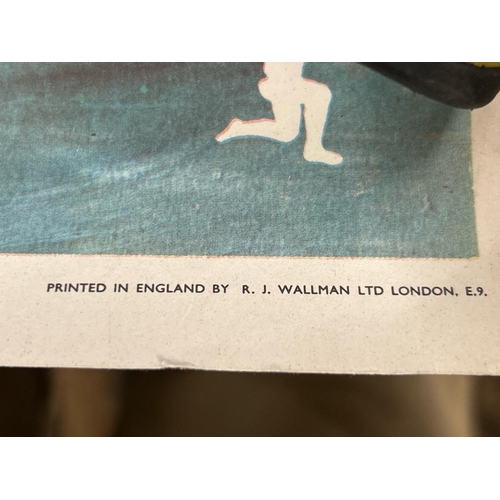 PRINTED IN ENGLAND BY R. J. WALLMAN LTD LONDON. E.9.